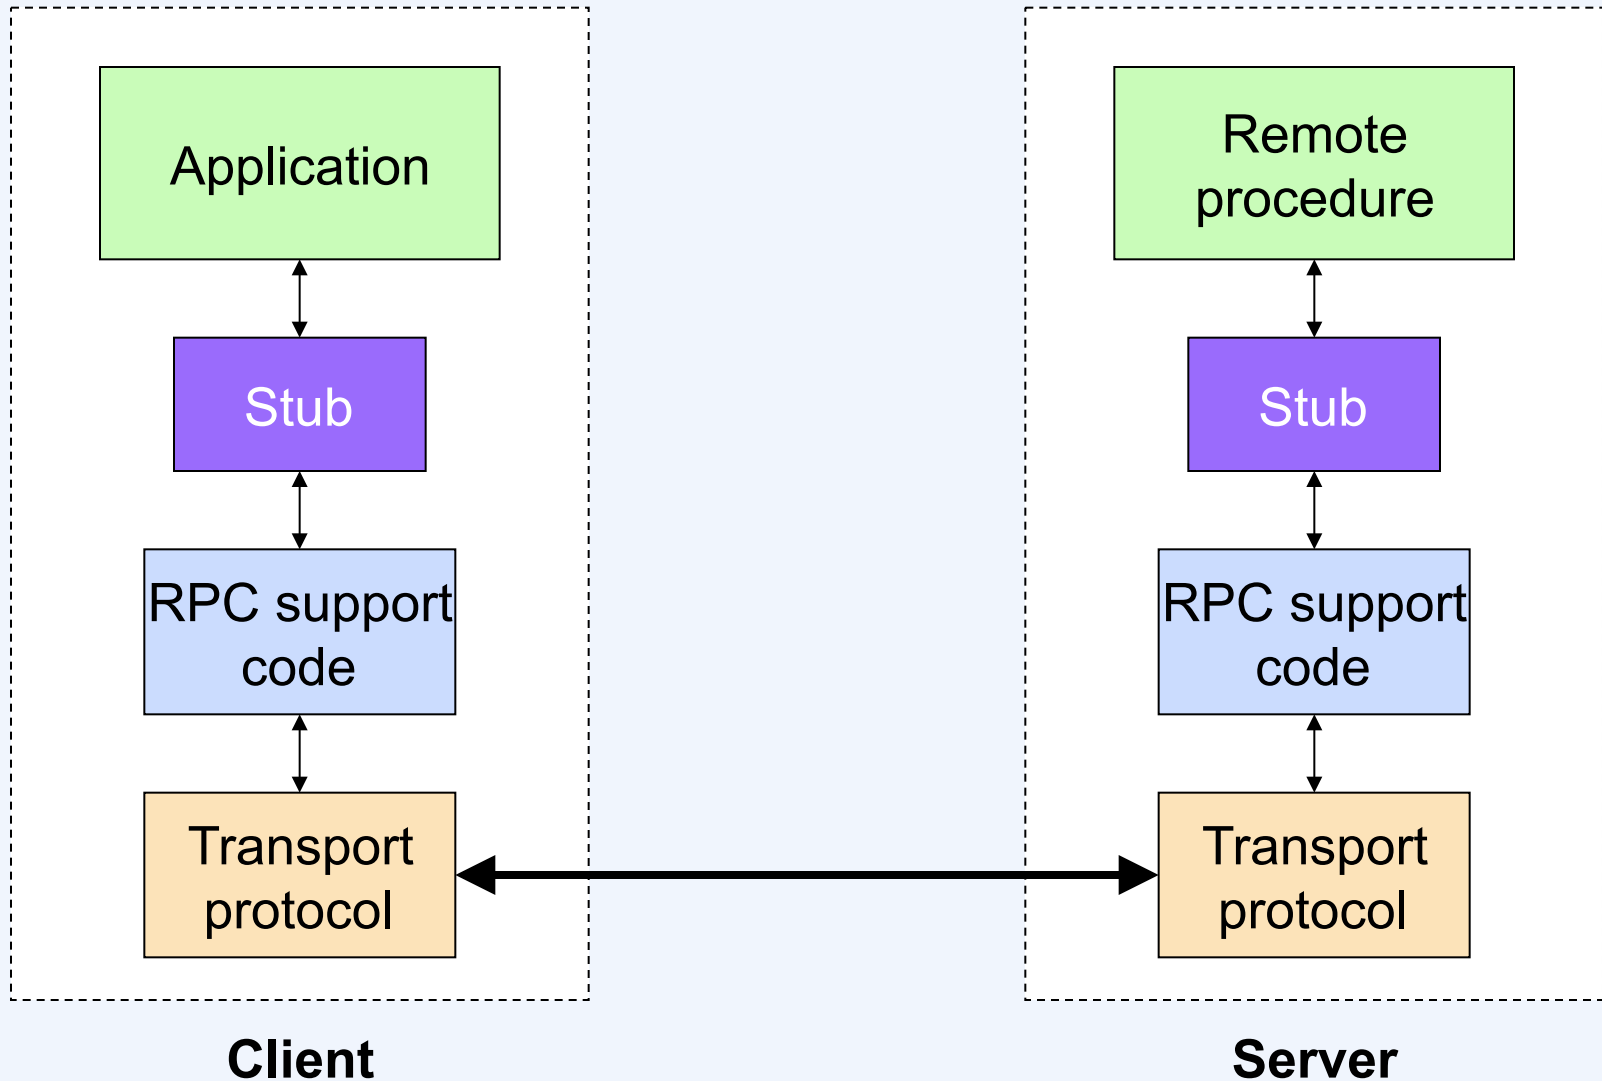 Application
Stub
RPC support
code
Transport
protocol
Client
Remote
procedure
Stub
RPC support
code
Transport
protocol
Server